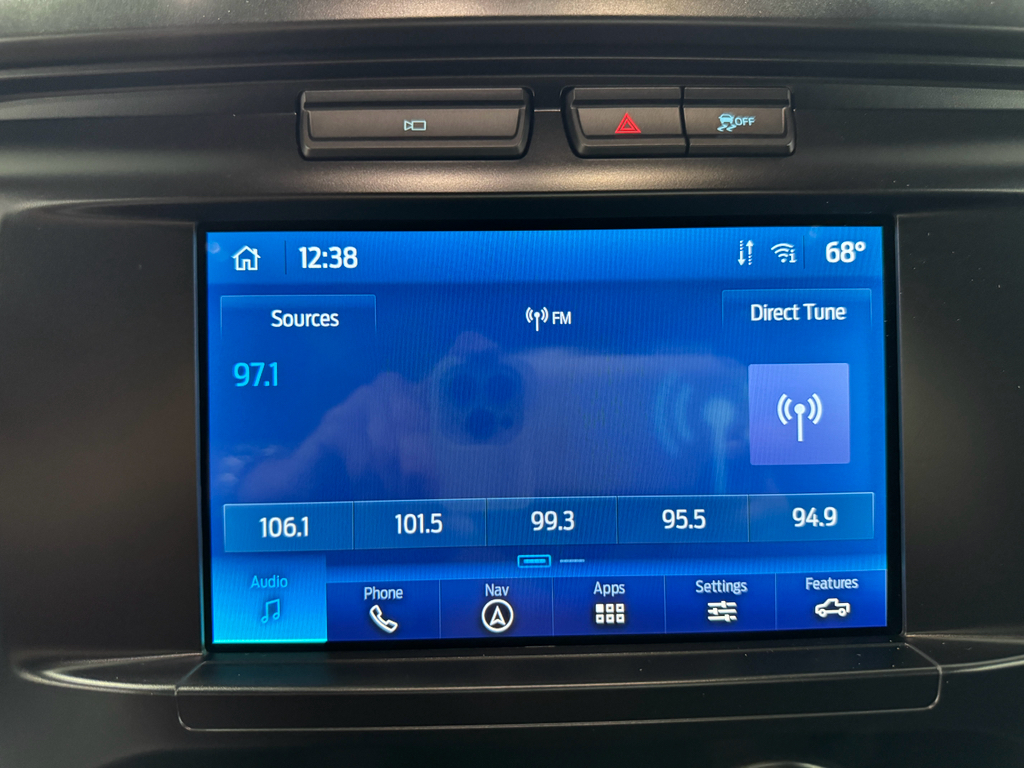 OFF
12:38 68°
Sources FM Direct Tune
97.1
106.1 101.5 99.3 95.5 94.9
Audio Phone Nav Apps Settings Features